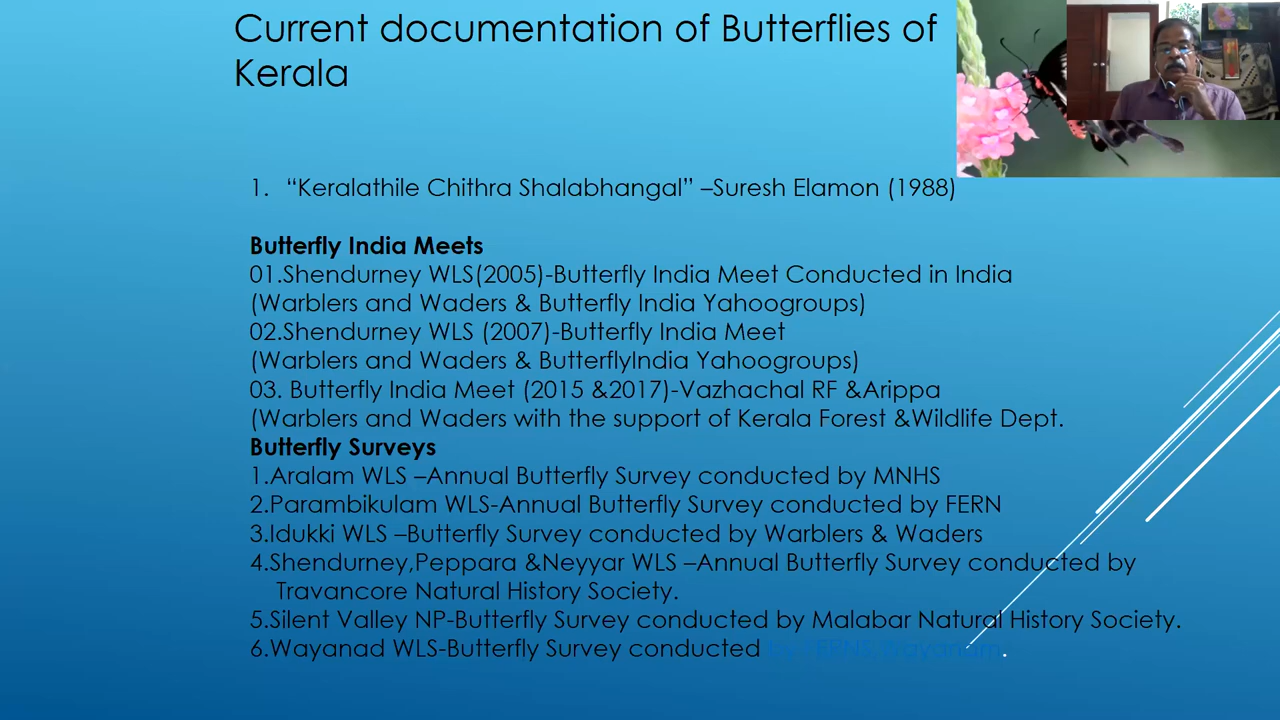 Current documentation of Butterflies of
Kerala
1. “Keralathile Chithra Shalabhangal” –Suresh Elamon (1988)
Butterfly India Meets
01.Shendurney WLS(2005)-Butterfly India Meet Conducted in India
(Warblers and Waders & Butterfly India Yahoogroups)
02.Shendurney WLS (2007)-Butterfly India Meet
(Warblers and Waders & ButterflyIndia Yahoogroups)
03. Butterfly India Meet (2015 &2017)-Vazhachal RF &Arippa
(Warblers and Waders with the support of Kerala Forest &Wildlife Dept.
Butterfly Surveys
1.Aralam WLS –Annual Butterfly Survey conducted by MNHS
2.Parambikulam WLS-Annual Butterfly Survey conducted by FERN
3.Idukki WLS –Butterfly Survey conducted by Warblers & Waders
4.Shendurney,Peppara &Neyyar WLS –Annual Butterfly Survey conducted by
Travancore Natural History Society.
5.Silent Valley NP-Butterfly Survey conducted by Malabar Natural History Society.
6.Wayanad WLS-Butterfly Survey conducted by FERNS